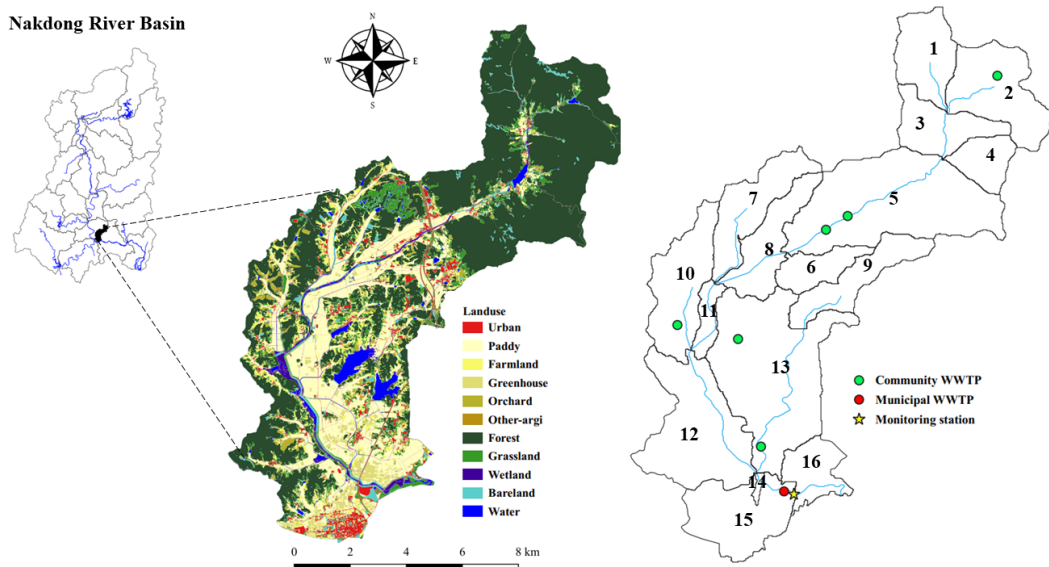 Nakdong River Basin
N
W
E
S
Landuse
Urban
Paddy
Farmland
Greenhouse
Orchard
Other-argi
Forest
Grassland
Wetland
Bareland
Water
0 2 4 6 8 km
1
2
3
4
5
7
8
6
9
10
11
13
12
16
14
15
Community WWTP
Municipal WWTP
Monitoring station